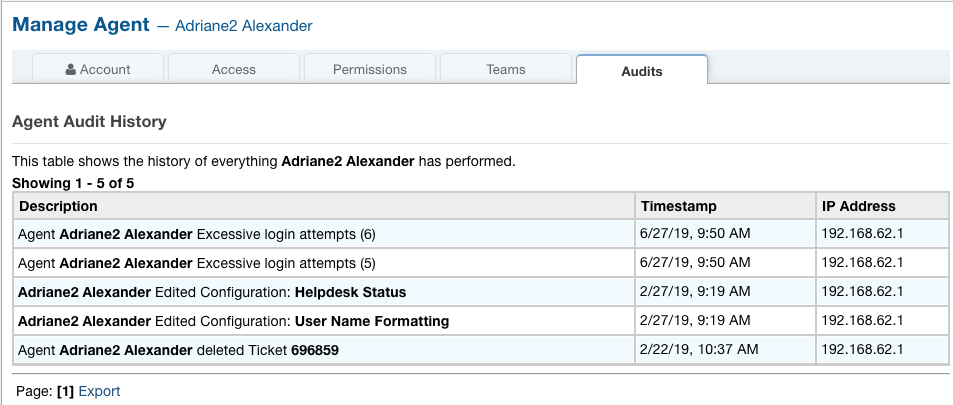 Manage Agent — Adriane2 Alexander
Account Access Permissions Teams Audits
Agent Audit History
This table shows the history of everything Adriane2 Alexander has performed.
Showing 1 - 5 of 5
Description Timestamp IP Address
Agent Adriane2 Alexander Excessive login attempts (6) 6/27/19, 9:50 AM 192.168.62.1
Agent Adriane2 Alexander Excessive login attempts (5) 6/27/19, 9:50 AM 192.168.62.1
Adriane2 Alexander Edited Configuration: Helpdesk Status 2/27/19, 9:19 AM 192.168.62.1
Adriane2 Alexander Edited Configuration: User Name Formatting 2/27/19, 9:19 AM 192.168.62.1
Agent Adriane2 Alexander deleted Ticket 696859 2/22/19, 10:37 AM 192.168.62.1
Page: [1] Export